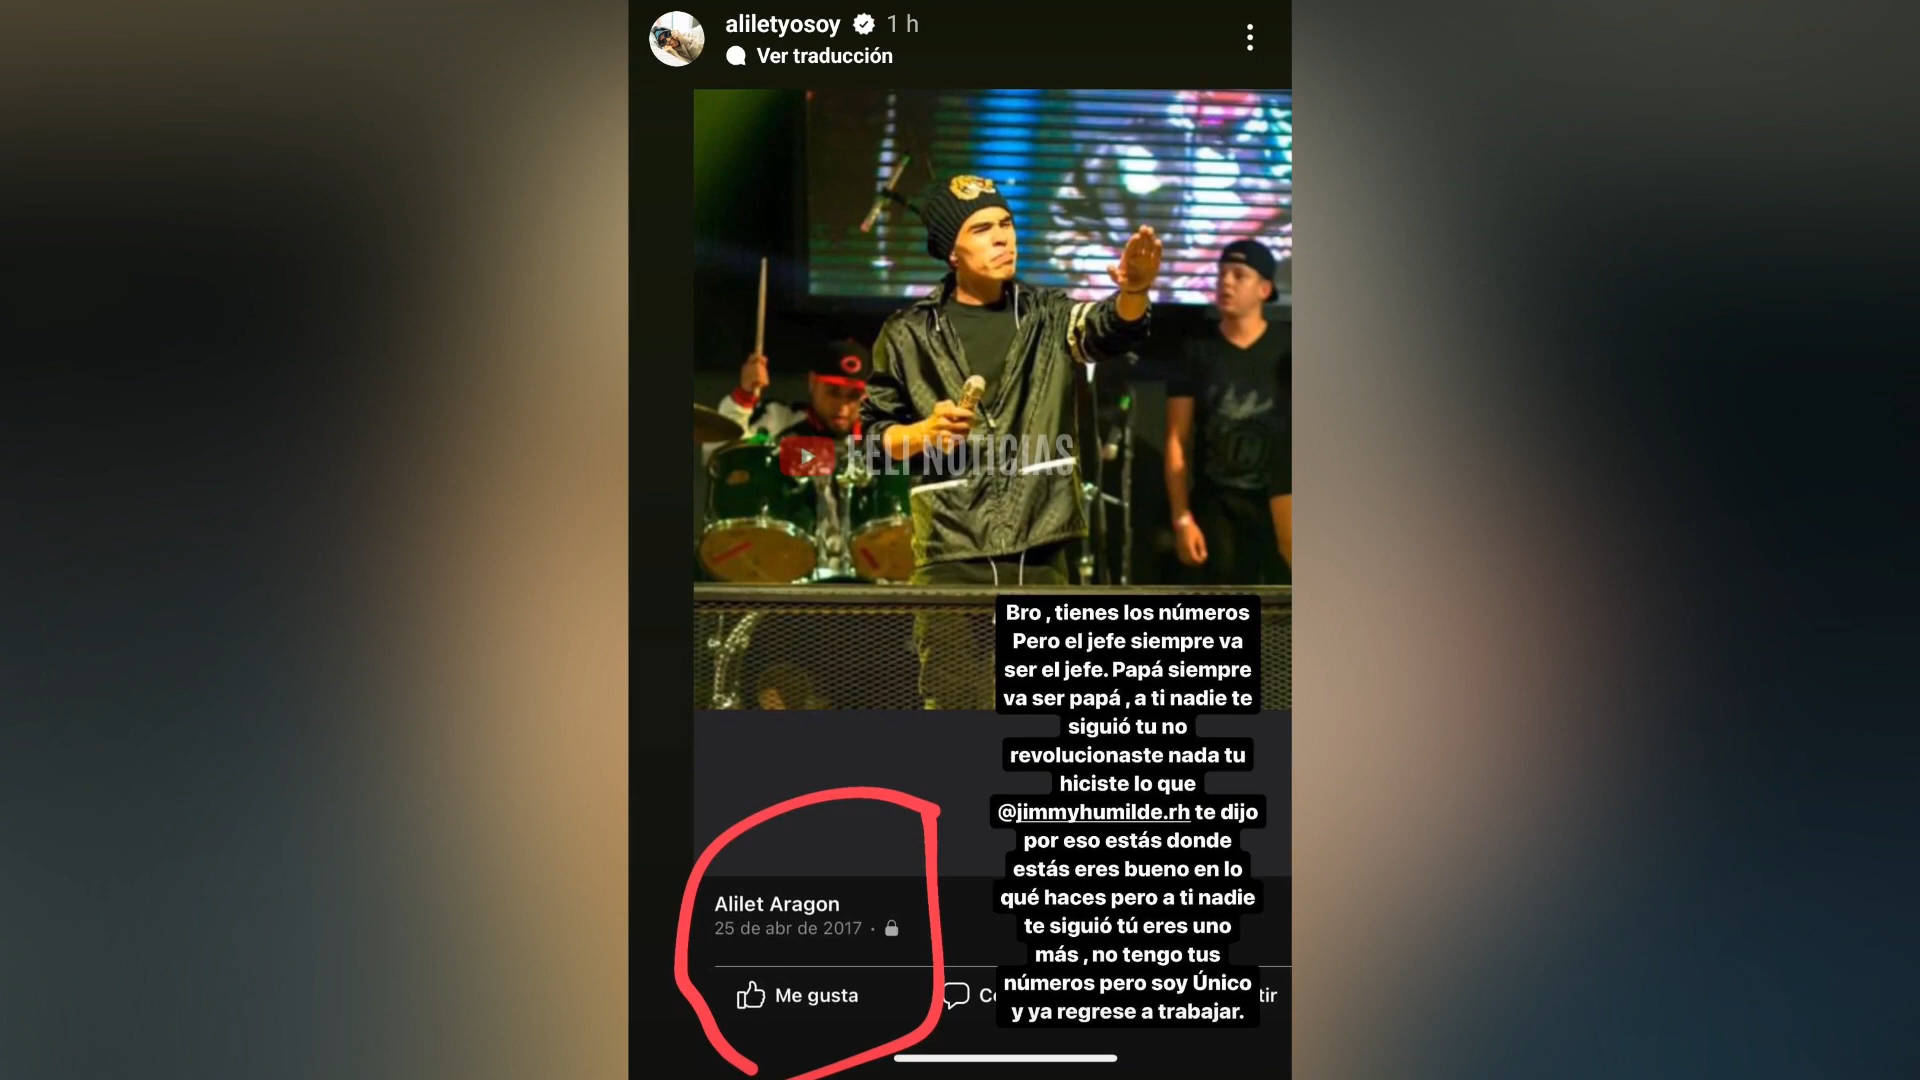 aliletyosoy 1 h
Ver traducción
FELI NOTICIAS
Bro , tienes los números
Pero el jefe siempre va
ser el jefe. Papá siempre
va ser papá , a ti nadie te
siguió tu no
revolucionaste nada tu
hiciste lo que
@jimmyhumilde.rh te dijo
por eso estás donde
estás eres bueno en lo
qué haces pero a ti nadie
te siguió tú eres uno
más , no tengo tus
números pero soy Único
y ya regrese a trabajar.
Alilet Aragon
25 de abr de 2017 ·
Me gusta